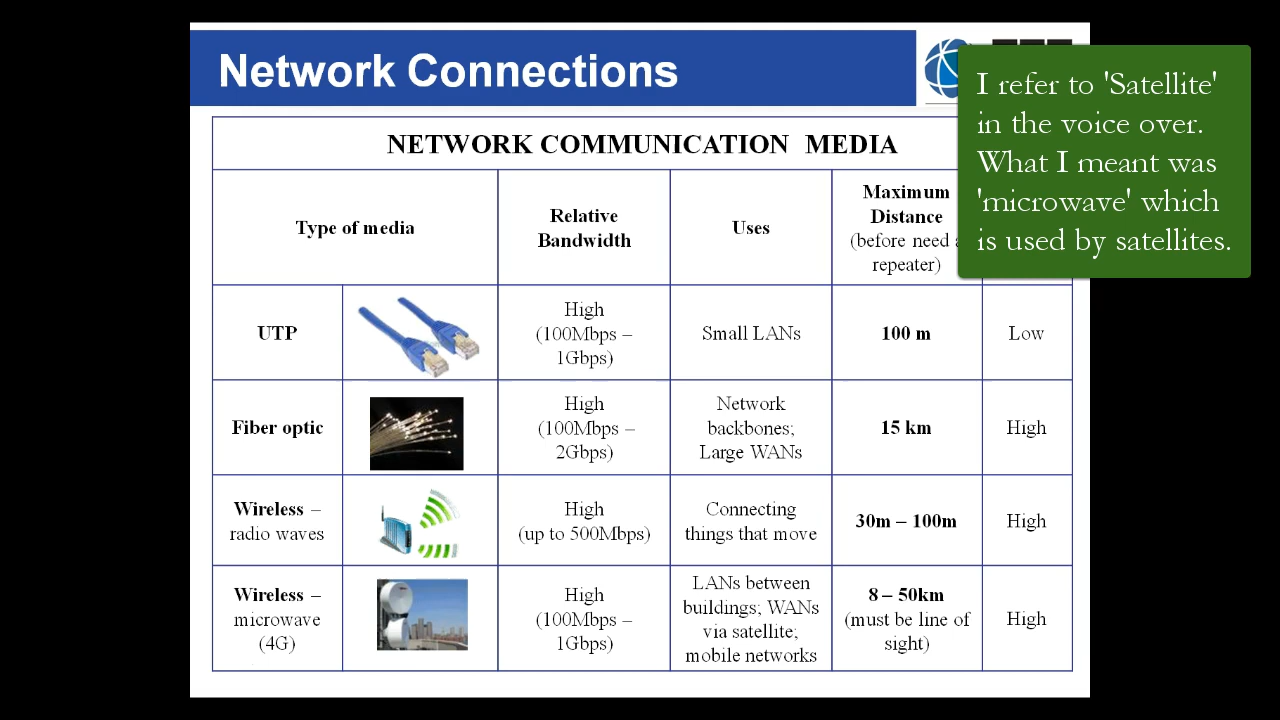 Network Connections
I refer to 'Satellite'
in the voice over.
What I meant was
'microwave' which
is used by satellites.
NETWORK COMMUNICATION MEDIA
Type of media
Relative
Bandwidth
Uses
Maximum
Distance
(before need a
repeater)
UTP
High
(100Mbps –
1Gbps)
Small LANs
100 m
Low
Fiber optic
High
(100Mbps –
2Gbps)
Network
backbones;
Large WANs
15 km
High
Wireless –
radio waves
High
(up to 500Mbps)
Connecting
things that move
30m – 100m
High
Wireless –
microwave
(4G)
High
(100Mbps –
1Gbps)
LANs between
buildings; WANs
via satellite;
mobile networks
8 – 50km
(must be line of
sight)
High